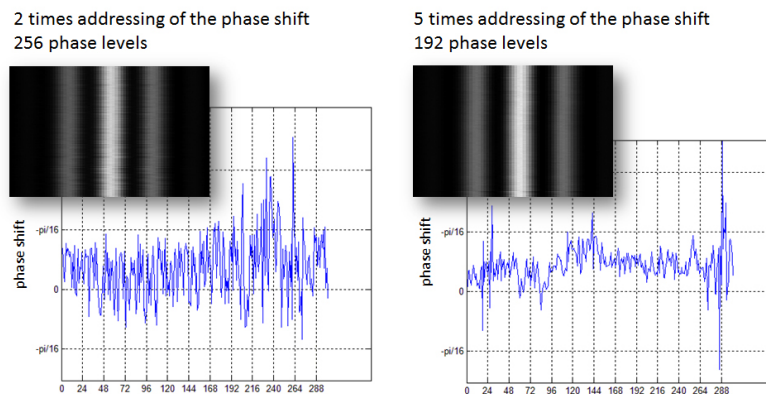 2 times addressing of the phase shift
256 phase levels
phase shift
-pi/16
0
-pi/16
0 24 48 72 96 120 144 168 192 216 240 264 288
5 times addressing of the phase shift
192 phase levels
phase shift
-pi/16
0
-pi/16
0 24 48 72 96 120 144 168 192 216 240 264 288